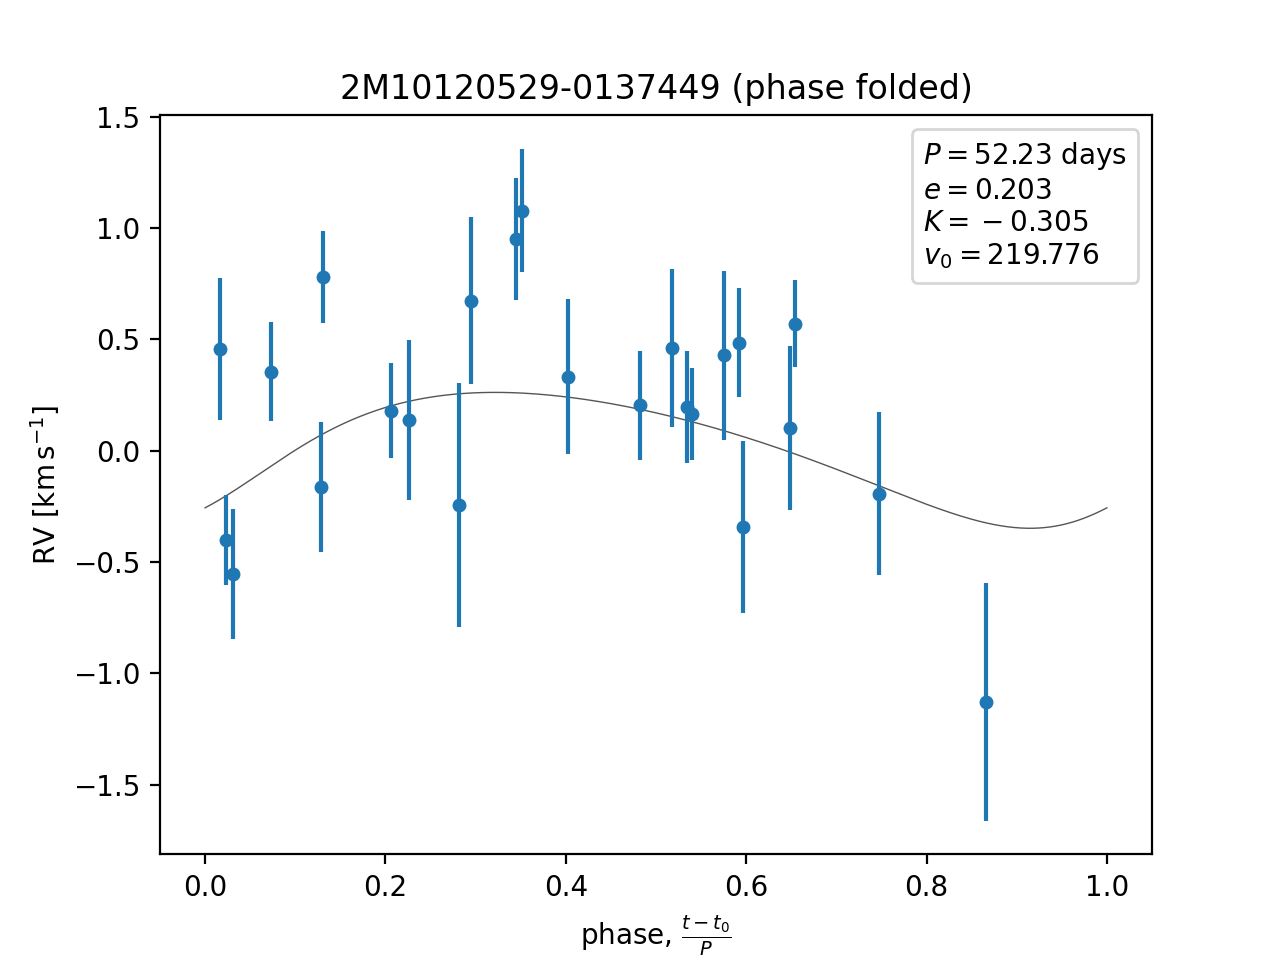 2M10120529-0137449 (phase folded)
P = 52.23 days
e = 0.203
K = −0.305
v₀ = 219.776
1.5
1.0
0.5
0.0
−0.5
−1.0
−1.5
RV [km s⁻¹]
0.0 0.2 0.4 0.6 0.8 1.0
phase, (t − t₀)/P